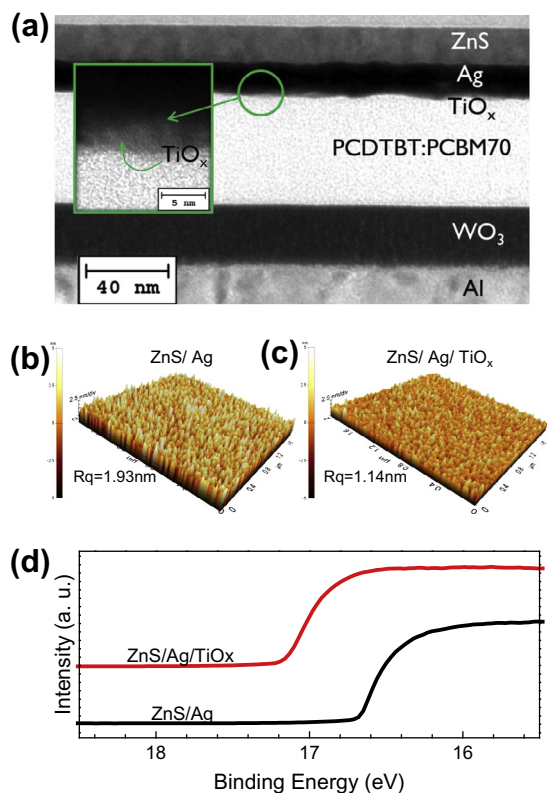 (a)
ZnS
Ag
TiOₓ
PCDTBT:PCBM70
TiOₓ
5 nm
WO₃
40 nm
Al
(b)
ZnS/ Ag
Rq=1.93nm
(c)
ZnS/ Ag/ TiOₓ
Rq=1.14nm
(d)
Intensity (a. u.)
ZnS/Ag/TiOx
ZnS/Ag
18 17 16
Binding Energy (eV)